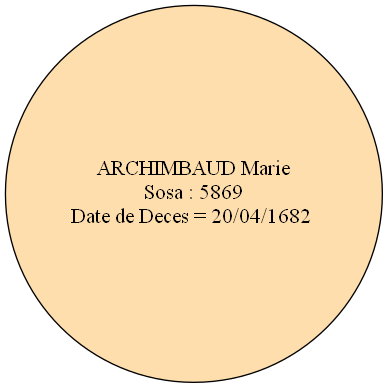 ARCHIMBAUD Marie
Sosa : 5869
Date de Deces = 20/04/1682